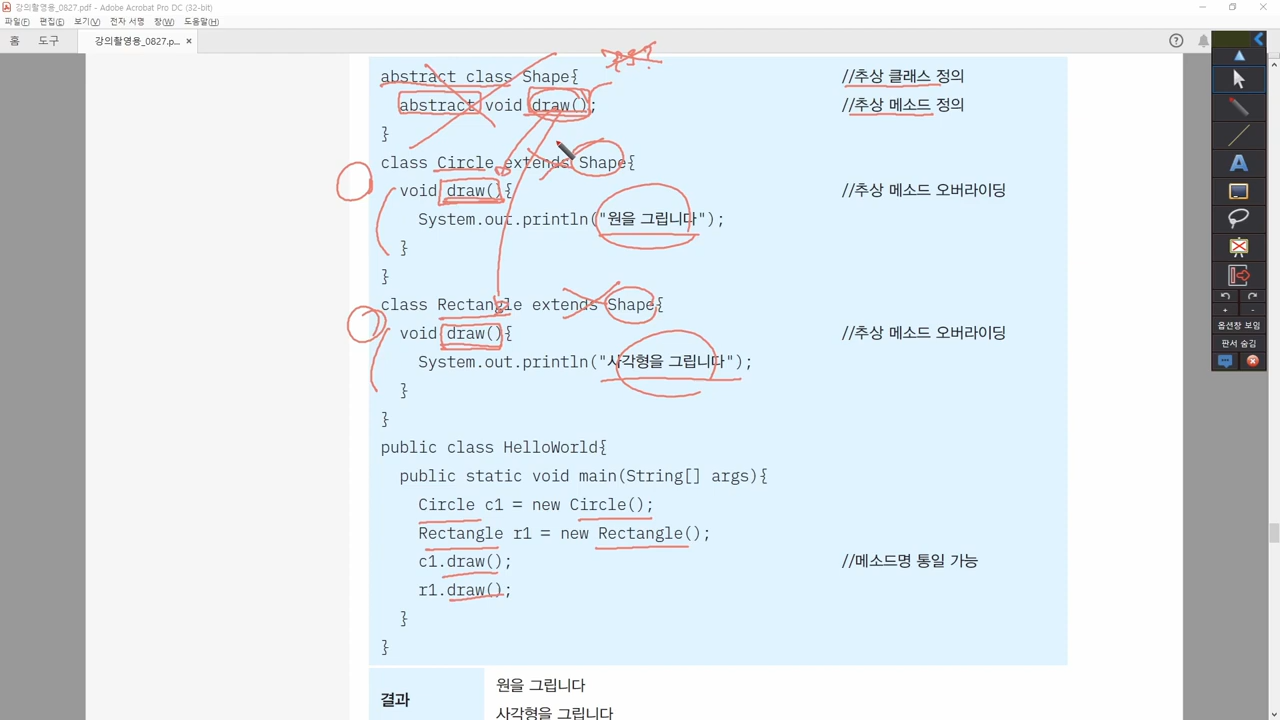 강의촬영용_0827.pdf - Adobe Acrobat Pro DC (32-bit)
파일(F) 편집(E) 보기(V) 전자 서명 창(W) 도움말(H)
홈 도구 강의촬영용_0827.p... ×
abstract class Shape{ //추상 클래스 정의
abstract void draw(); //추상 메소드 정의
}
class Circle extends Shape{
void draw(){ //추상 메소드 오버라이딩
System.out.println("원을 그립니다");
}
}
class Rectangle extends Shape{
void draw(){ //추상 메소드 오버라이딩
System.out.println("사각형을 그립니다");
}
}
public class HelloWorld{
public static void main(String[] args){
Circle c1 = new Circle();
Rectangle r1 = new Rectangle();
c1.draw(); //메소드명 통일 가능
r1.draw();
}
}
결과
원을 그립니다
사각형을 그립니다
옵션창 보임
판서 숨김